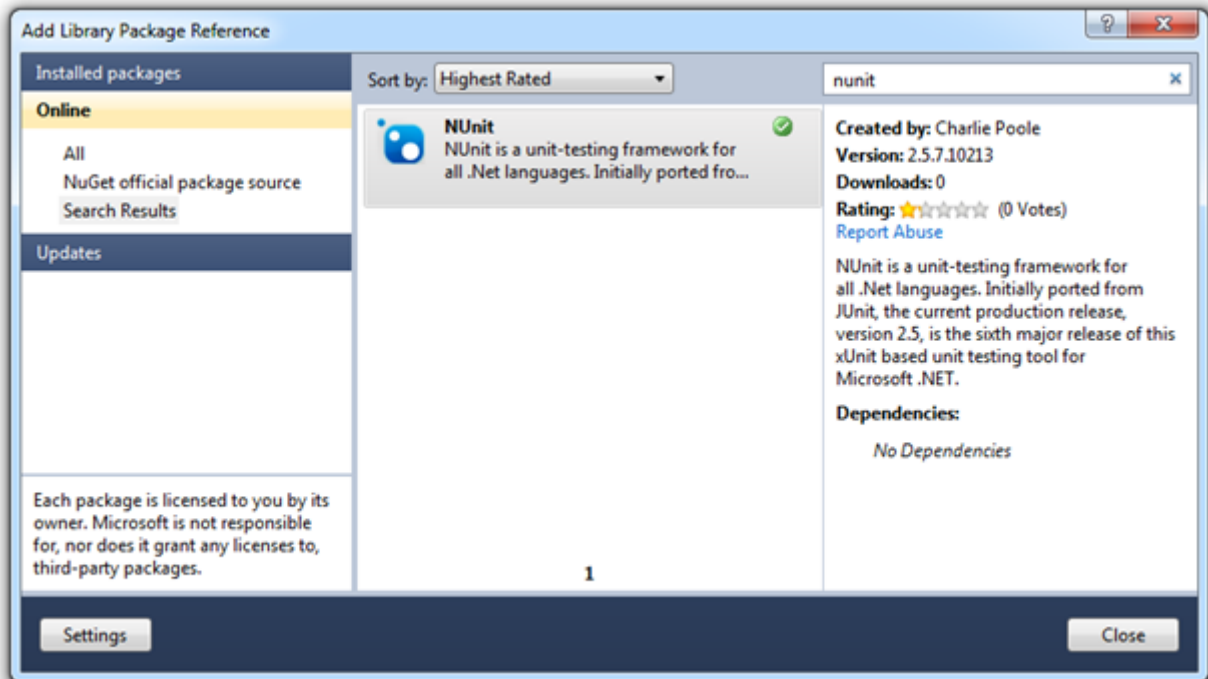 Add Library Package Reference
Installed packages
Online
All
NuGet official package source
Search Results
Updates
Each package is licensed to you by its
owner. Microsoft is not responsible
for, nor does it grant any licenses to,
third-party packages.
Sort by: Highest Rated
NUnit
NUnit is a unit-testing framework for
all .Net languages. Initially ported fro...
1
nunit
Created by: Charlie Poole
Version: 2.5.7.10213
Downloads: 0
Rating: (0 Votes)
Report Abuse
NUnit is a unit-testing framework for
all .Net languages. Initially ported from
JUnit, the current production release,
version 2.5, is the sixth major release of this
xUnit based unit testing tool for
Microsoft .NET.
Dependencies:
No Dependencies
Settings
Close